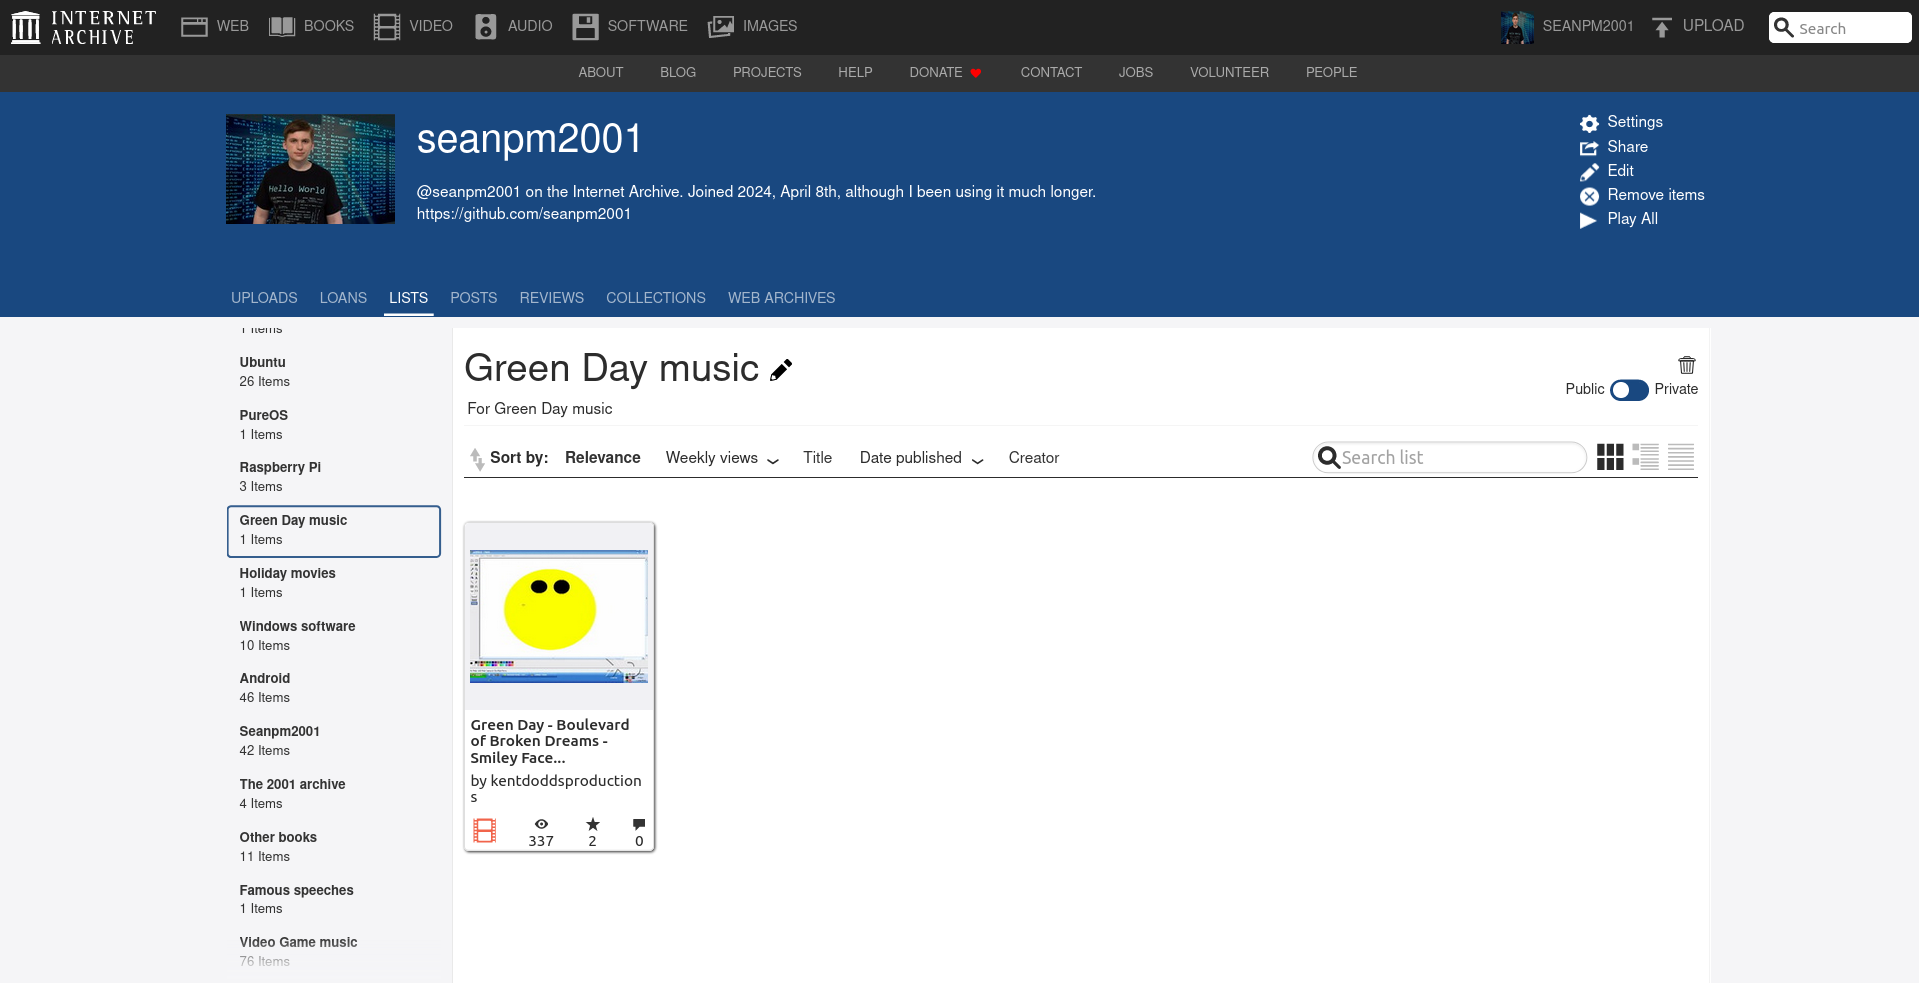 INTERNET ARCHIVE
WEB BOOKS VIDEO AUDIO SOFTWARE IMAGES
SEANPM2001 UPLOAD Search
ABOUT BLOG PROJECTS HELP DONATE CONTACT JOBS VOLUNTEER PEOPLE
Hello World
seanpm2001
@seanpm2001 on the Internet Archive. Joined 2024, April 8th, although I been using it much longer.
https://github.com/seanpm2001
Settings
Share
Edit
Remove items
Play All
UPLOADS LOANS LISTS POSTS REVIEWS COLLECTIONS WEB ARCHIVES
1 Items
Ubuntu
26 Items
PureOS
1 Items
Raspberry Pi
3 Items
Green Day music
1 Items
Holiday movies
1 Items
Windows software
10 Items
Android
46 Items
Seanpm2001
42 Items
The 2001 archive
4 Items
Other books
11 Items
Famous speeches
1 Items
Video Game music
76 Items
Green Day music
For Green Day music
Public Private
Sort by: Relevance Weekly views Title Date published Creator
Search list
Green Day - Boulevard
of Broken Dreams -
Smiley Face...
by kentdoddsproduction
s
337 2 0